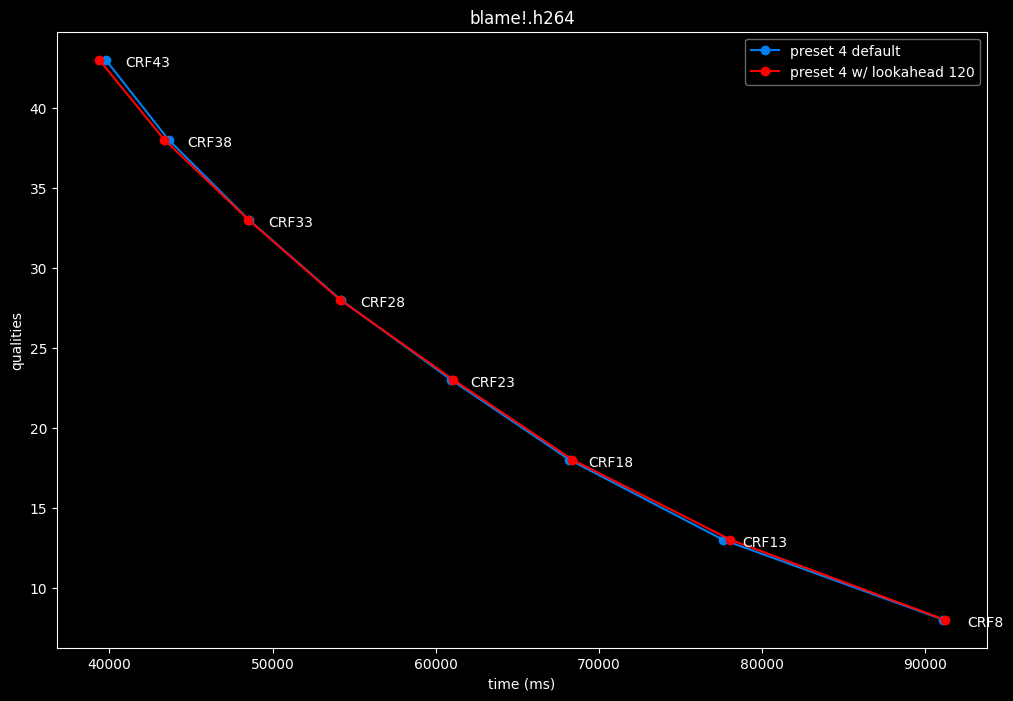 blame!.h264
preset 4 default
preset 4 w/ lookahead 120
CRF43
CRF38
CRF33
CRF28
CRF23
CRF18
CRF13
CRF8
qualities
40
35
30
25
20
15
10
40000 50000 60000 70000 80000 90000
time (ms)